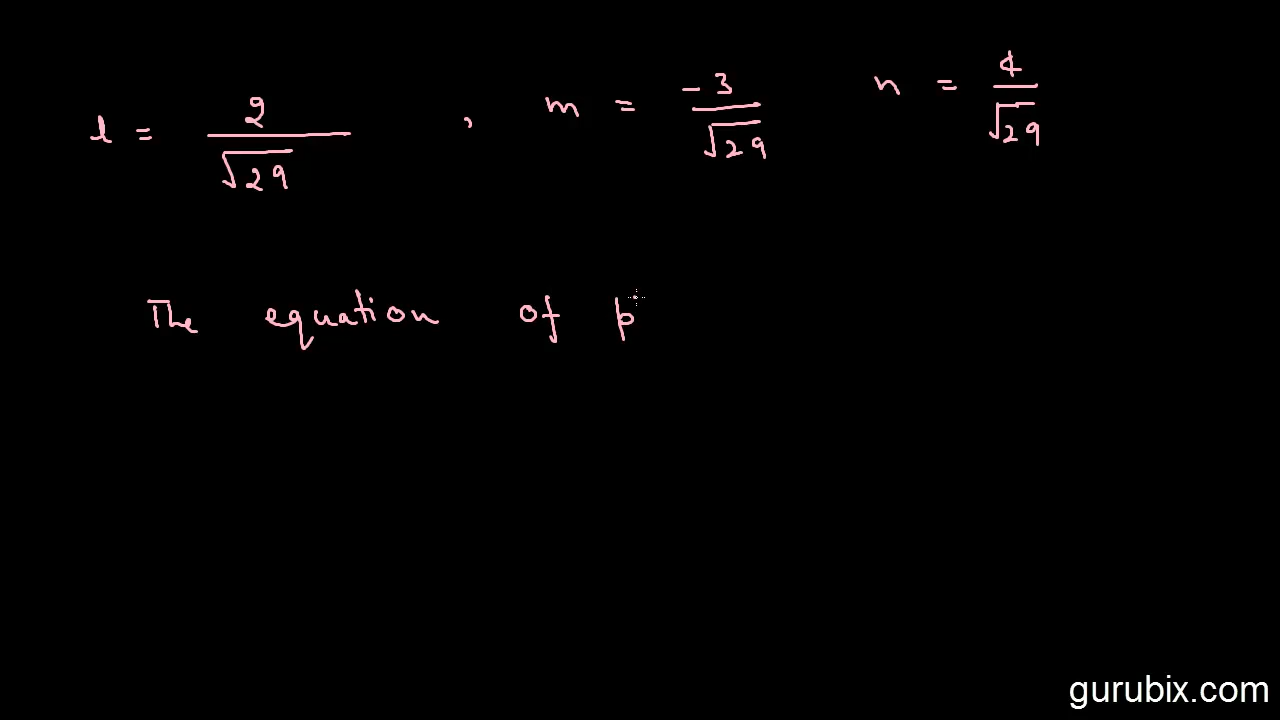 l = 2/√29 , m = -3/√29 n = 4/√29
The equation of p
gurubix.com